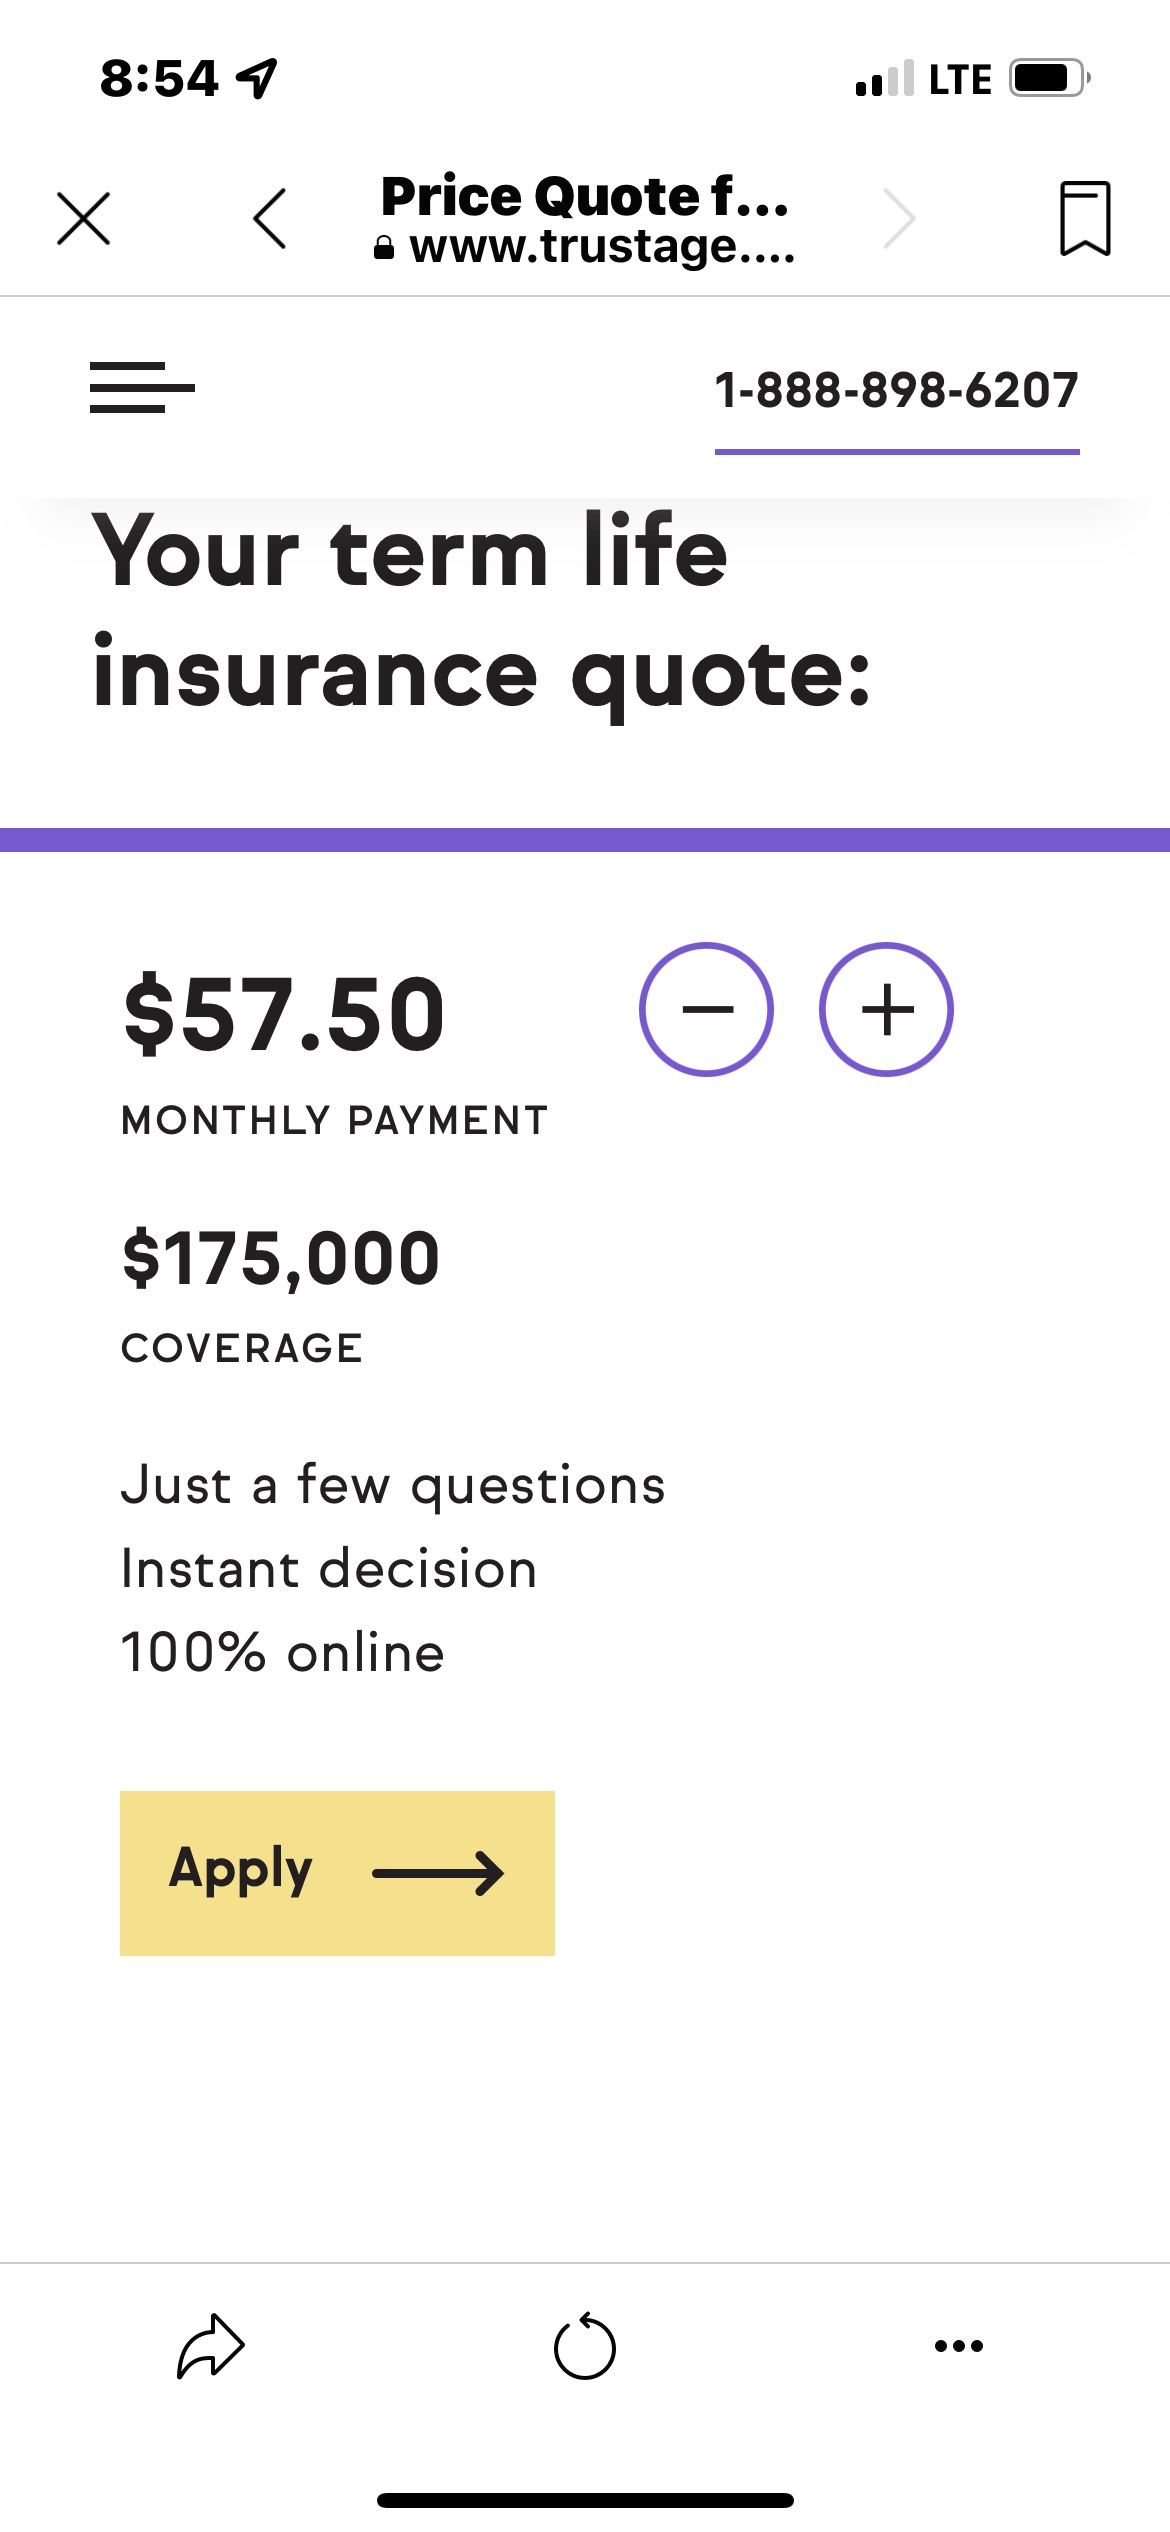 8:54
LTE
Price Quote f...
www.trustage....
1-888-898-6207
Your term life
insurance quote:
$57.50
MONTHLY PAYMENT
$175,000
COVERAGE
Just a few questions
Instant decision
100% online
Apply